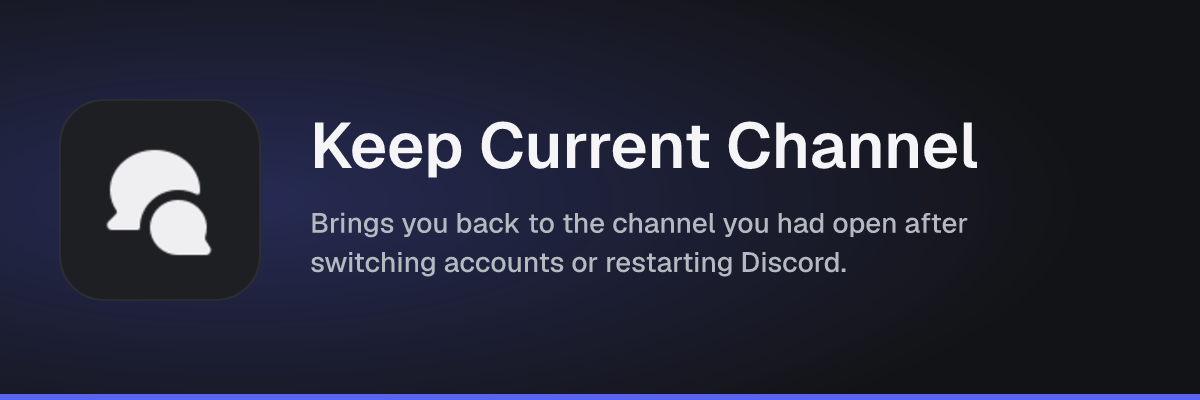 Keep Current Channel
Brings you back to the channel you had open after
switching accounts or restarting Discord.